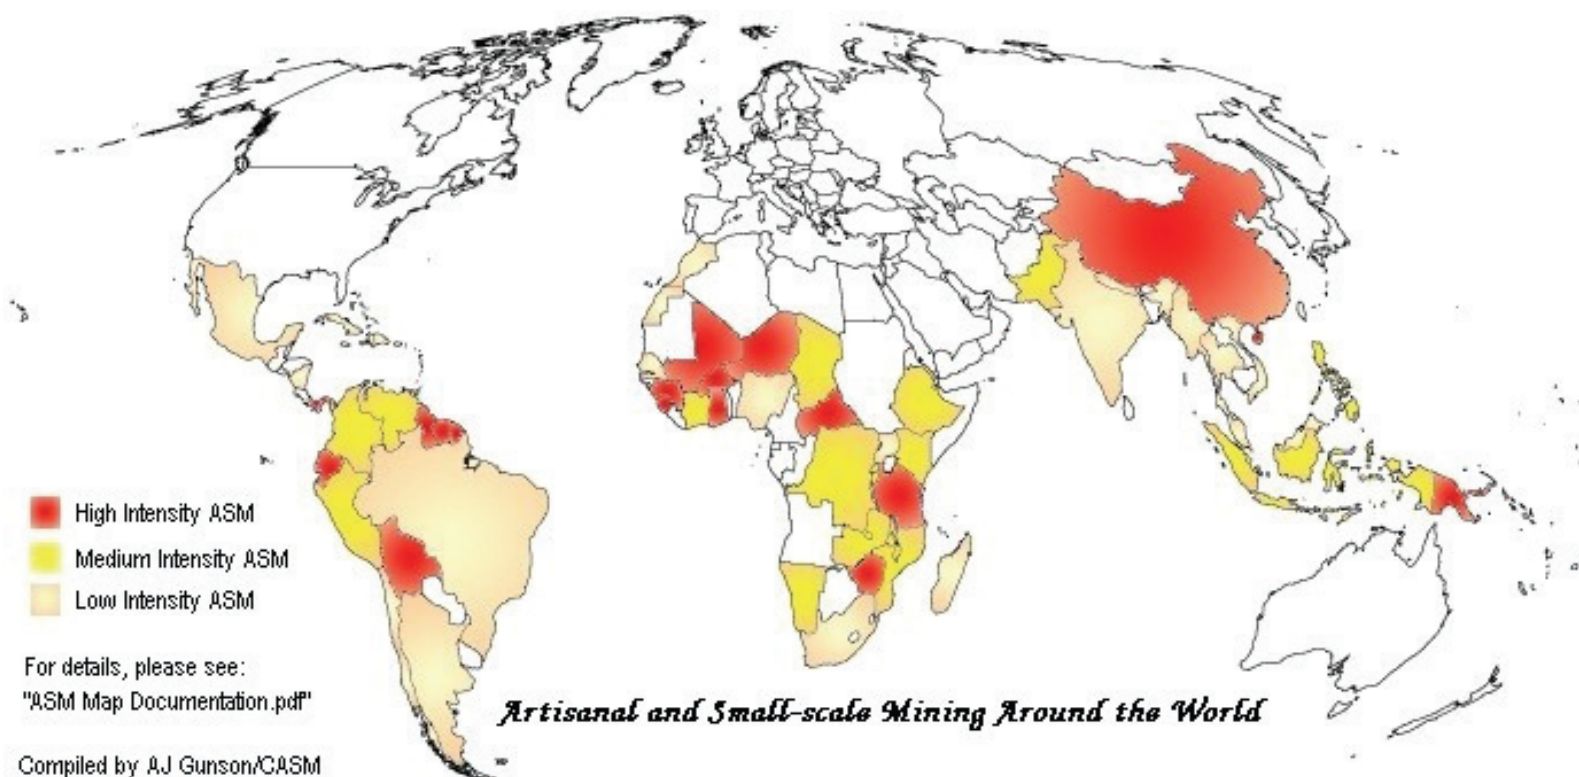 High Intensity ASM
Medium Intensity ASM
Low Intensity ASM
For details, please see:
"ASM Map Documentation.pdf"
Artisanal and Small-scale Mining Around the World
Compiled by AJ Gunson/CASM